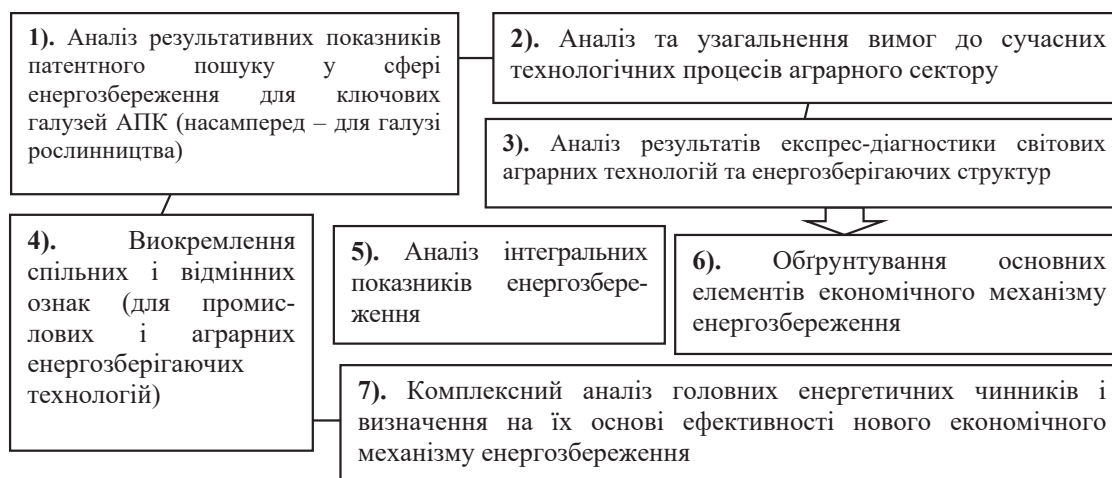 1). Аналіз результативних показників
патентного пошуку у сфері
енергозбереження для ключових
галузей АПК (насамперед – для галузі
рослинництва)
2). Аналіз та узагальнення вимог до сучасних
технологічних процесів аграрного сектору
3). Аналіз результатів експрес-діагностики світових
аграрних технологій та енергозберігаючих структур
4). Виокремлення
спільних і відмінних
ознак (для промис-
лових і аграрних
енергозберігаючих
технологій)
5). Аналіз інтегральних
показників енергозбере-
ження
6). Обґрунтування основних
елементів економічного механізму
енергозбереження
7). Комплексний аналіз головних енергетичних чинників і
визначення на їх основі ефективності нового економічного
механізму енергозбереження